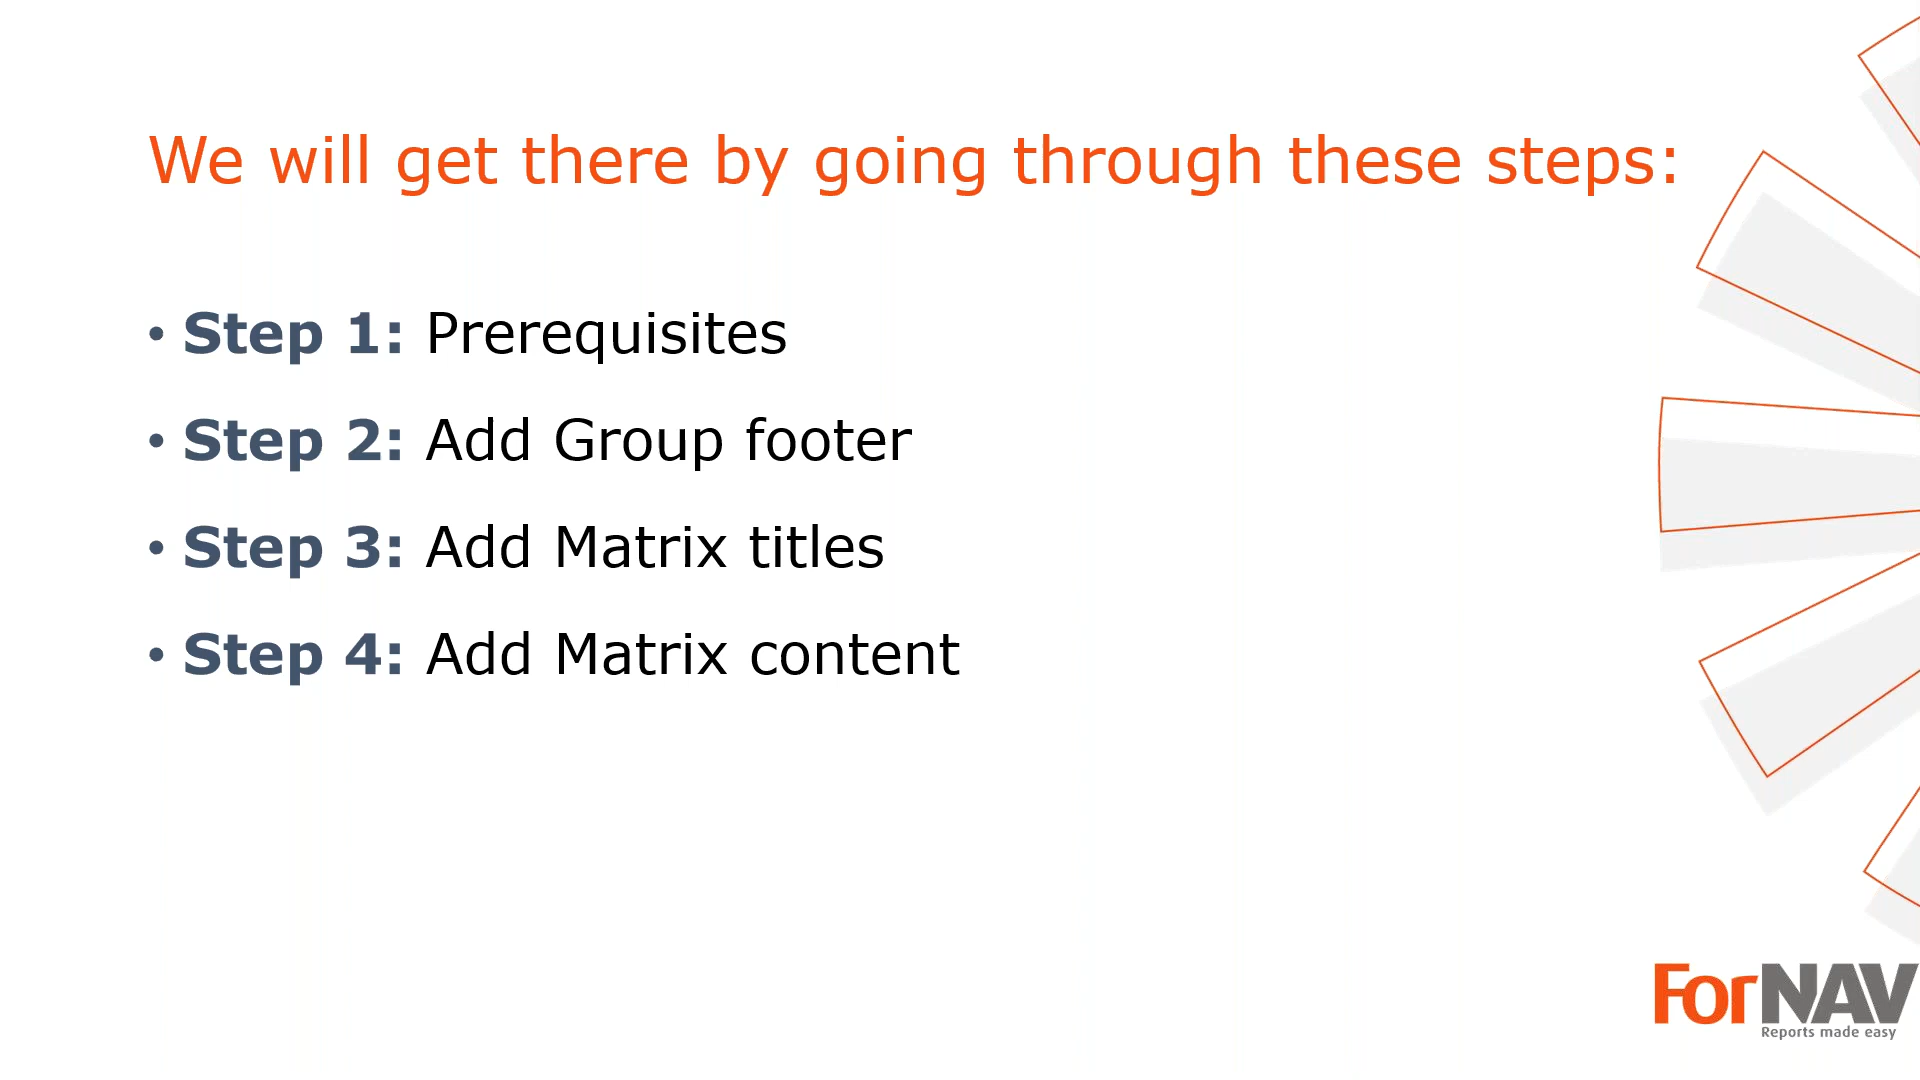 We will get there by going through these steps:
• Step 1: Prerequisites
• Step 2: Add Group footer
• Step 3: Add Matrix titles
• Step 4: Add Matrix content
ForNAV
Reports made easy